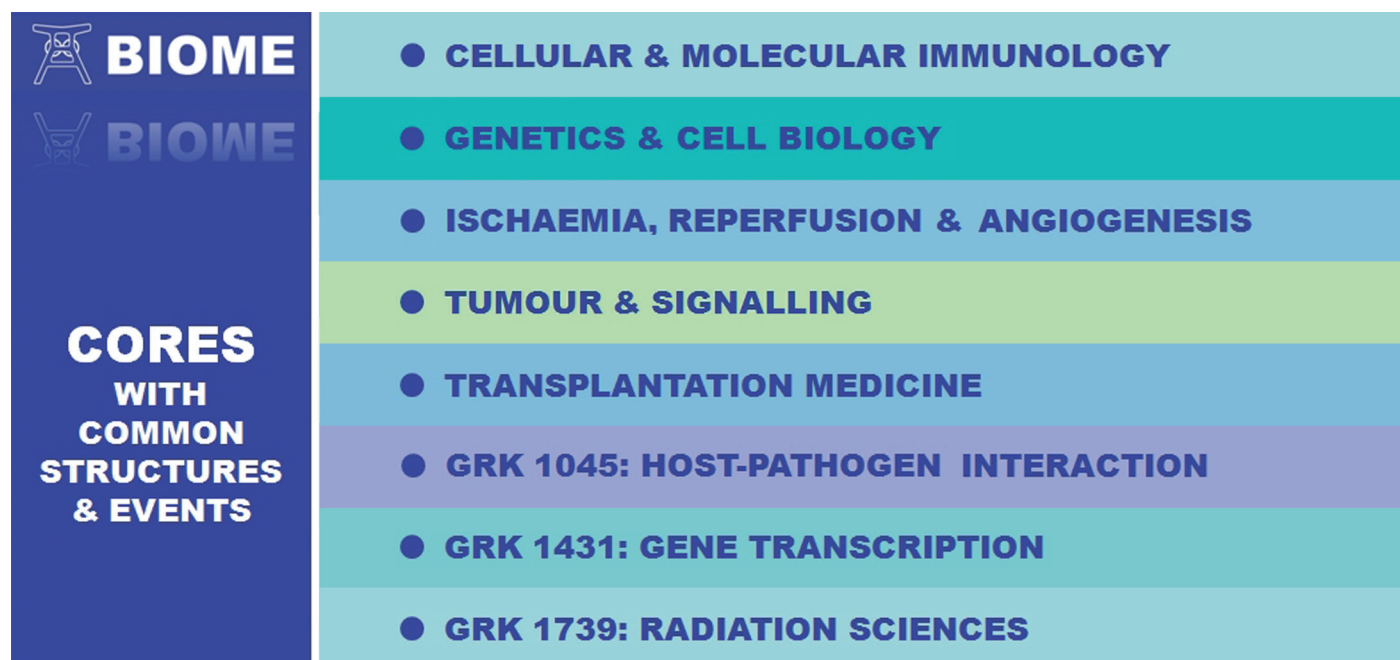 BIOME
BIOME
CORES
WITH
COMMON
STRUCTURES
& EVENTS
● CELLULAR & MOLECULAR IMMUNOLOGY
● GENETICS & CELL BIOLOGY
● ISCHAEMIA, REPERFUSION & ANGIOGENESIS
● TUMOUR & SIGNALLING
● TRANSPLANTATION MEDICINE
● GRK 1045: HOST-PATHOGEN INTERACTION
● GRK 1431: GENE TRANSCRIPTION
● GRK 1739: RADIATION SCIENCES